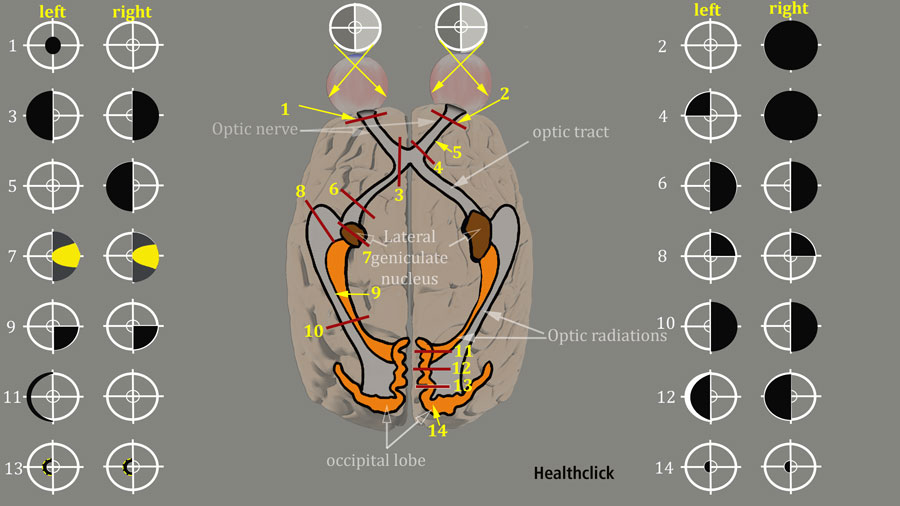 left right
left right
1
2
3
4
5
6
7
8
9
10
11
12
13
14
1
2
Optic nerve
optic tract
5
4
3
6
8
Lateral
geniculate
nucleus
7
9
10
Optic radiations
11
12
13
14
occipital lobe
Healthclick